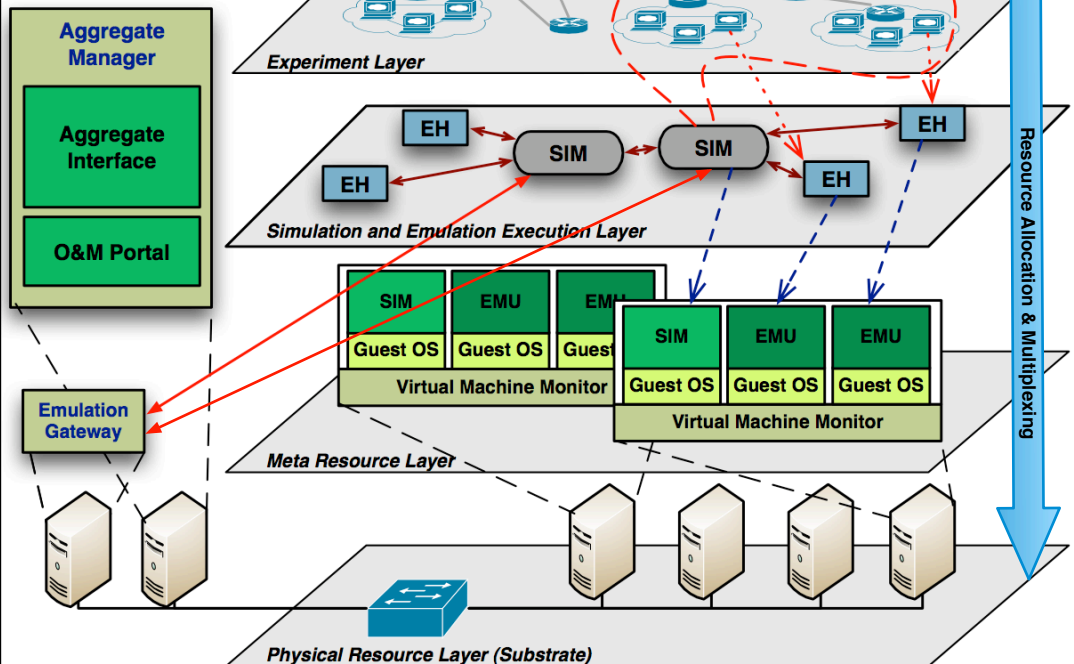 Aggregate
Manager
Aggregate
Interface
O&M Portal
Emulation
Gateway
Experiment Layer
EH
EH
SIM
SIM
EH
EH
Simulation and Emulation Execution Layer
SIM
EMU
EMU
Guest OS
Guest OS
Guest
Virtual Machine Monitor
SIM
EMU
EMU
Guest OS
Guest OS
Guest OS
Virtual Machine Monitor
Meta Resource Layer
Physical Resource Layer (Substrate)
Resource Allocation & Multiplexing